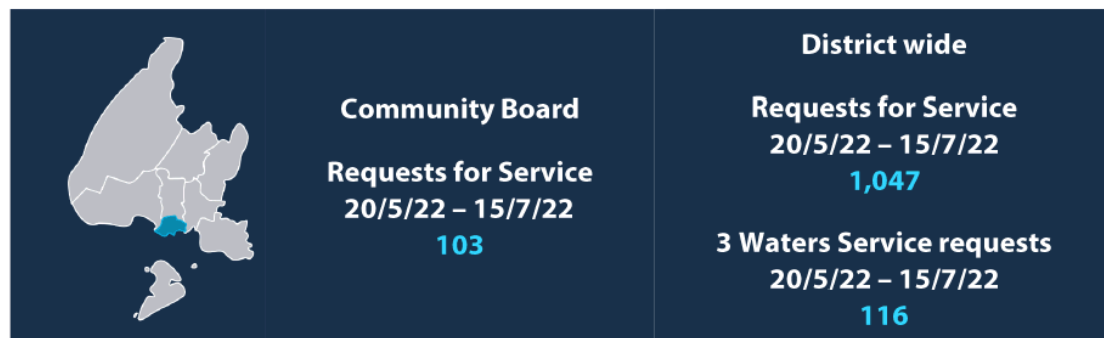 Community Board
Requests for Service
20/5/22 – 15/7/22
103
District wide
Requests for Service
20/5/22 – 15/7/22
1,047
3 Waters Service requests
20/5/22 – 15/7/22
116